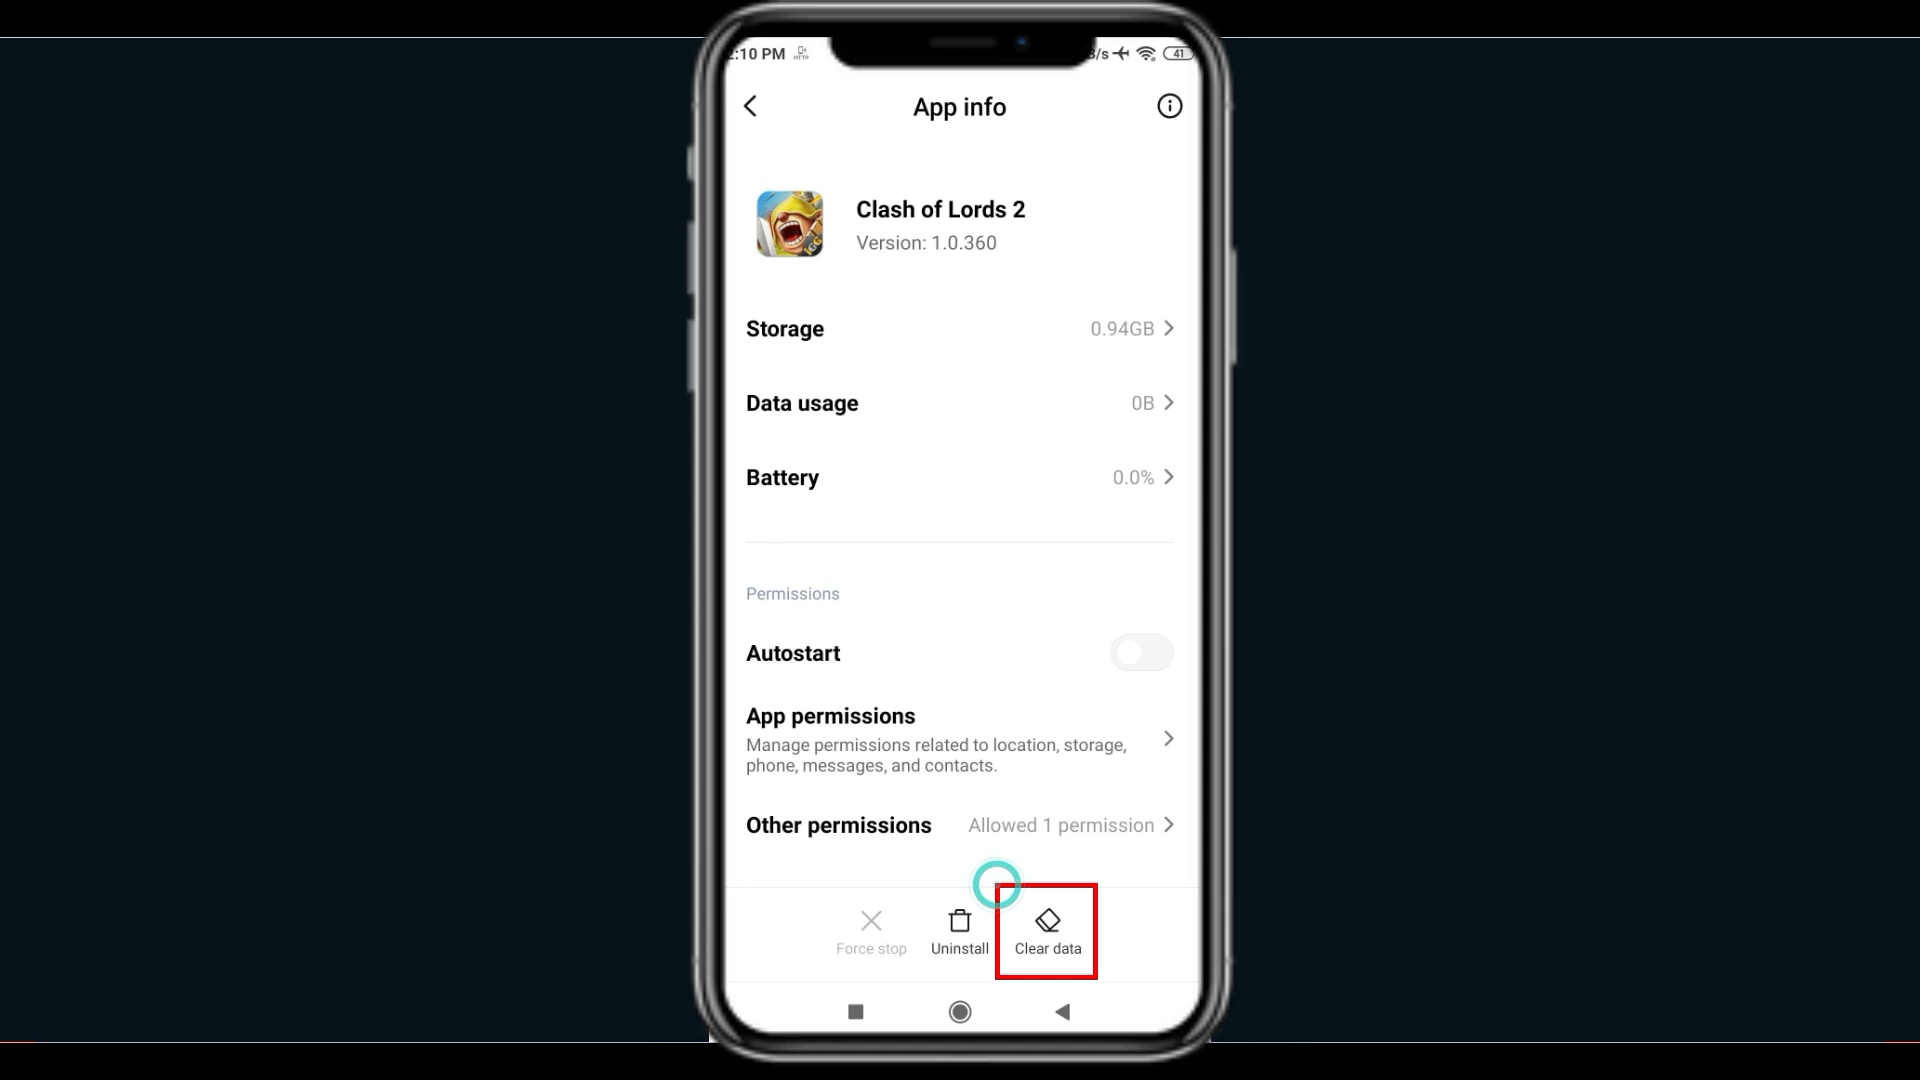 2:10 PM
B/s 41
App info
Clash of Lords 2
Version: 1.0.360
Storage 0.94GB
Data usage 0B
Battery 0.0%
Permissions
Autostart
App permissions
Manage permissions related to location, storage,
phone, messages, and contacts.
Other permissions Allowed 1 permission
Force stop Uninstall Clear data